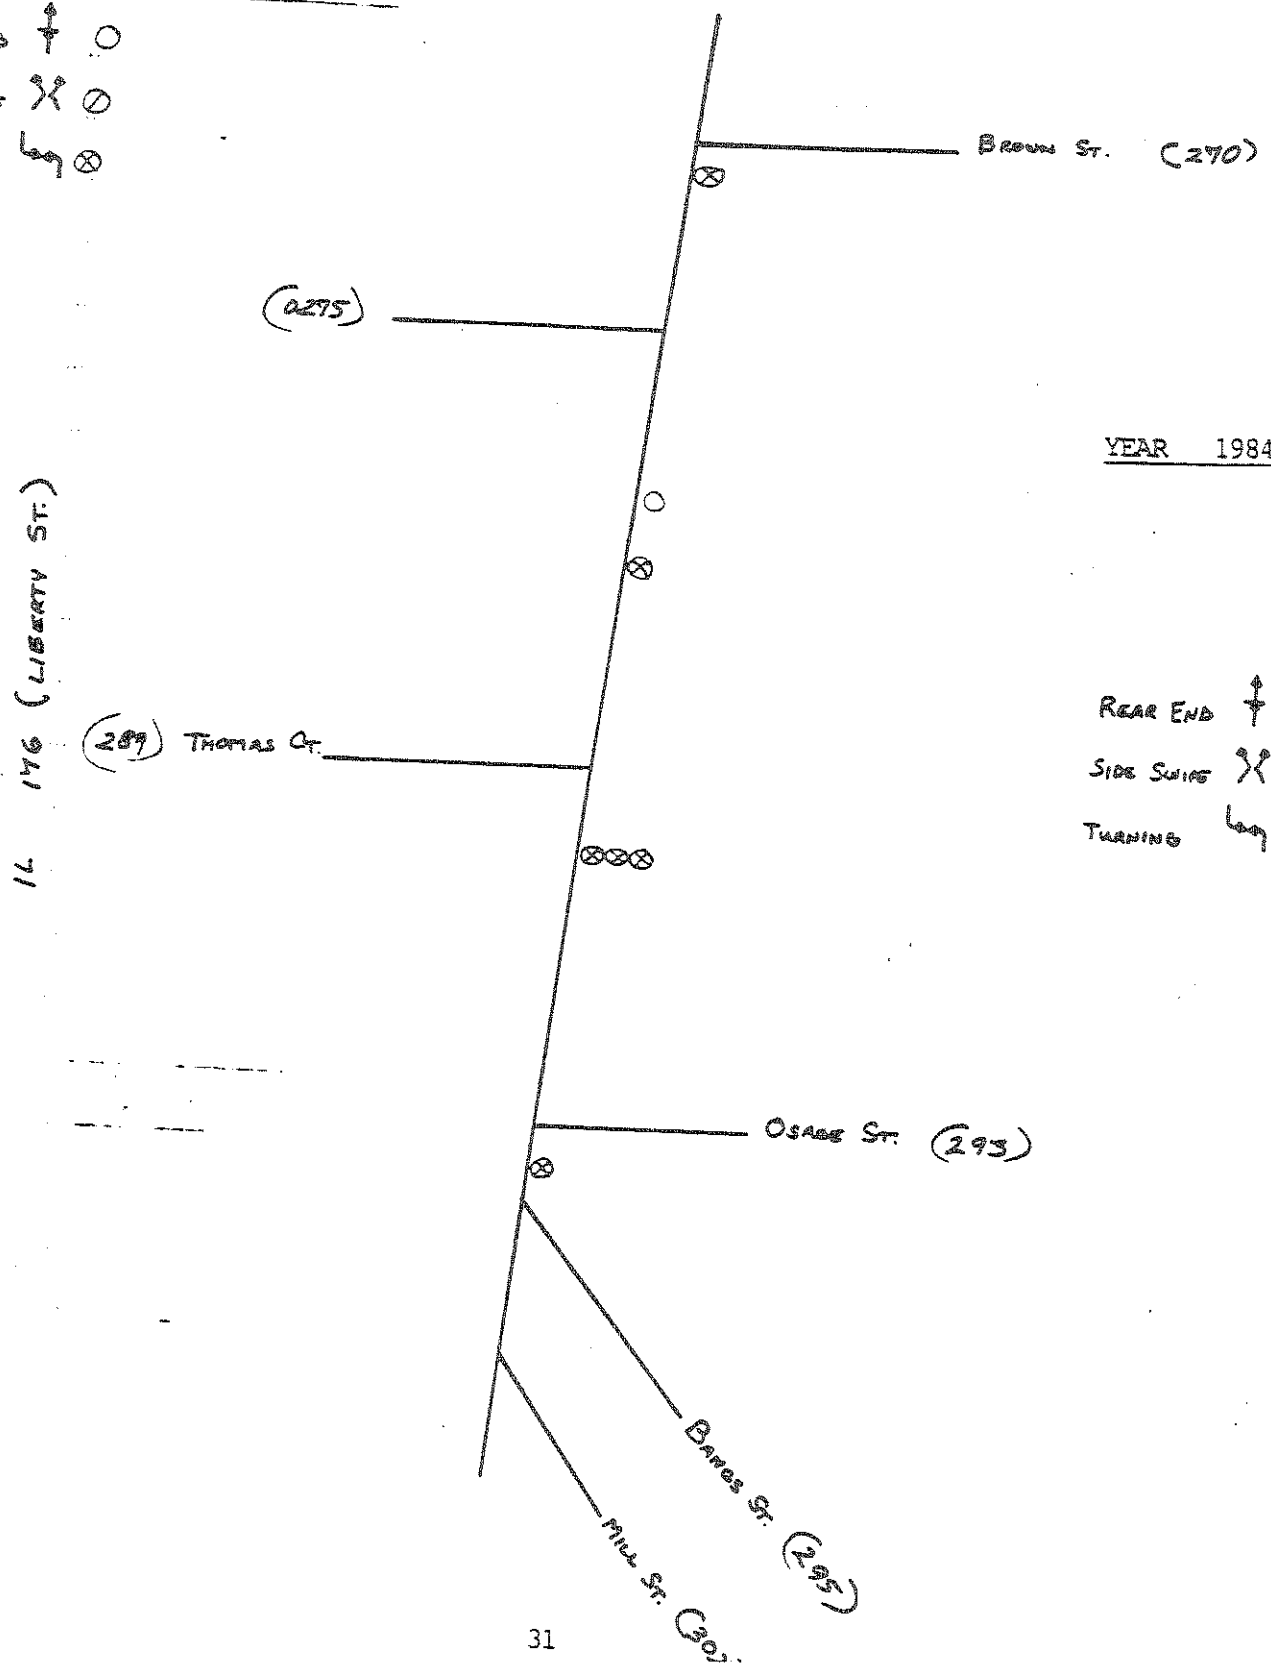 BROWN ST. (270)
(0275)
YEAR 1984
IL 176 (LIBERTY ST.)
REAR END
(289) THOMAS CT.
SIDE SWIPE
TURNING
OSAGE ST. (293)
BANGS ST. (295)
MILL ST.
31